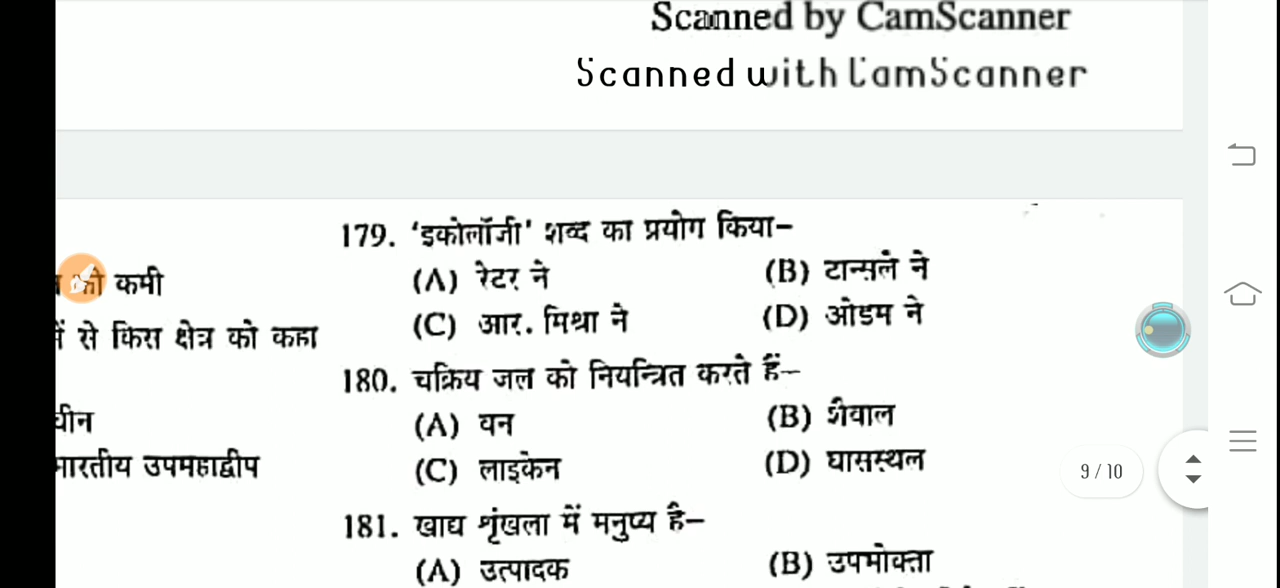 Scanned by CamScanner
Scanned with CamScanner
कमी
में से किस क्षेत्र को कहा
चीन
भारतीय उपमहाद्वीप
179. 'इकोलॉजी' शब्द का प्रयोग किया–
(A) रेटर ने (B) टान्सले ने
(C) आर. मिश्रा ने (D) ओडम ने
180. चक्रिय जल को नियन्त्रित करते हैं–
(A) वन (B) शैवाल
(C) लाइकेन (D) घासस्थल
181. खाद्य शृंखला में मनुष्य है–
(A) उत्पादक (B) उपभोक्ता
9 / 10